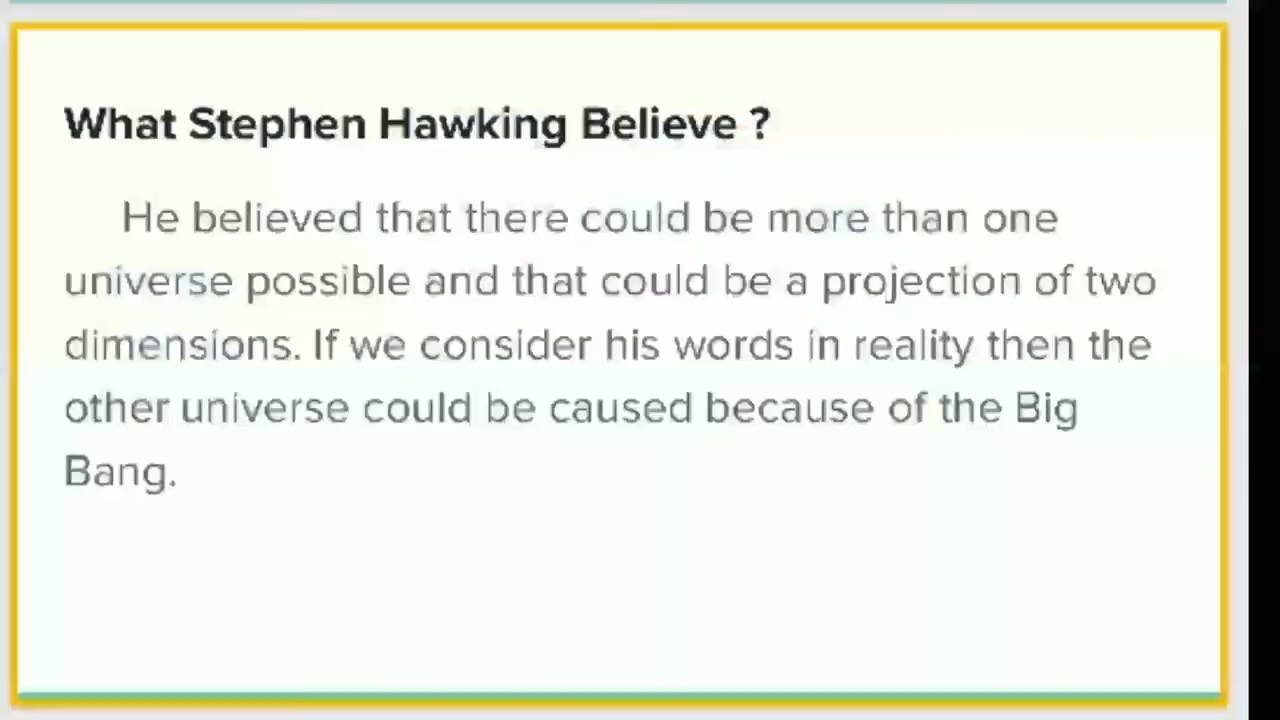 What Stephen Hawking Believe ?
He believed that there could be more than one
universe possible and that could be a projection of two
dimensions. If we consider his words in reality then the
other universe could be caused because of the Big
Bang.